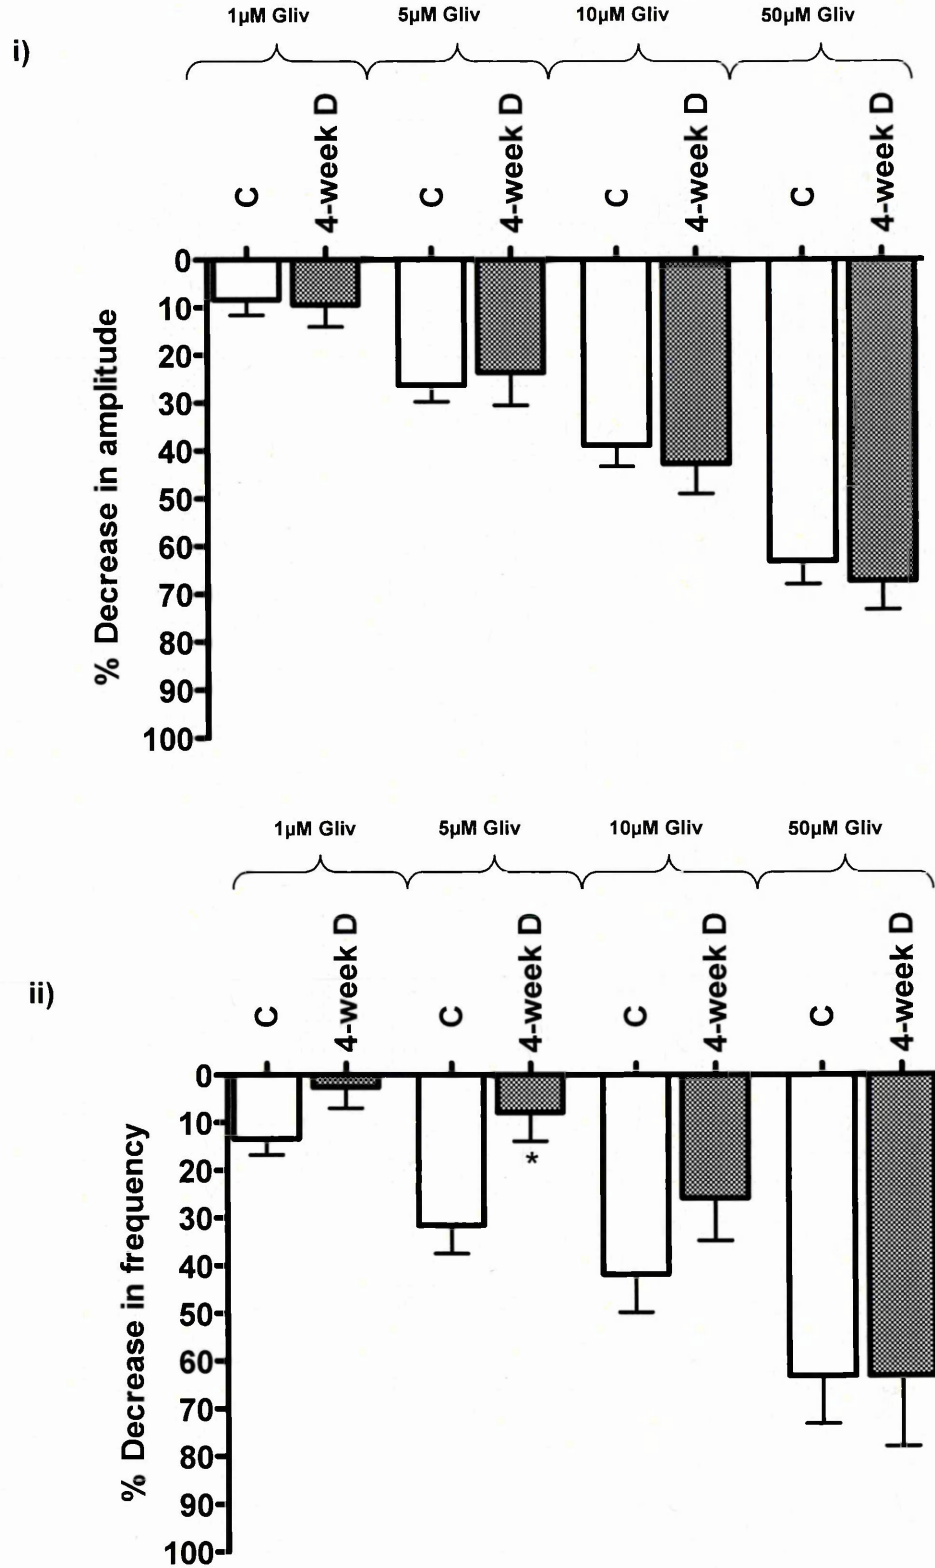 i)
1µM Gliv 5µM Gliv 10µM Gliv 50µM Gliv
C 4-week D C 4-week D C 4-week D C 4-week D
% Decrease in amplitude
0
10
20
30
40
50
60
70
80
90
100
ii)
1µM Gliv 5µM Gliv 10µM Gliv 50µM Gliv
C 4-week D C 4-week D C 4-week D C 4-week D
% Decrease in frequency
0
10
*
20
30
40
50
60
70
80
90
100